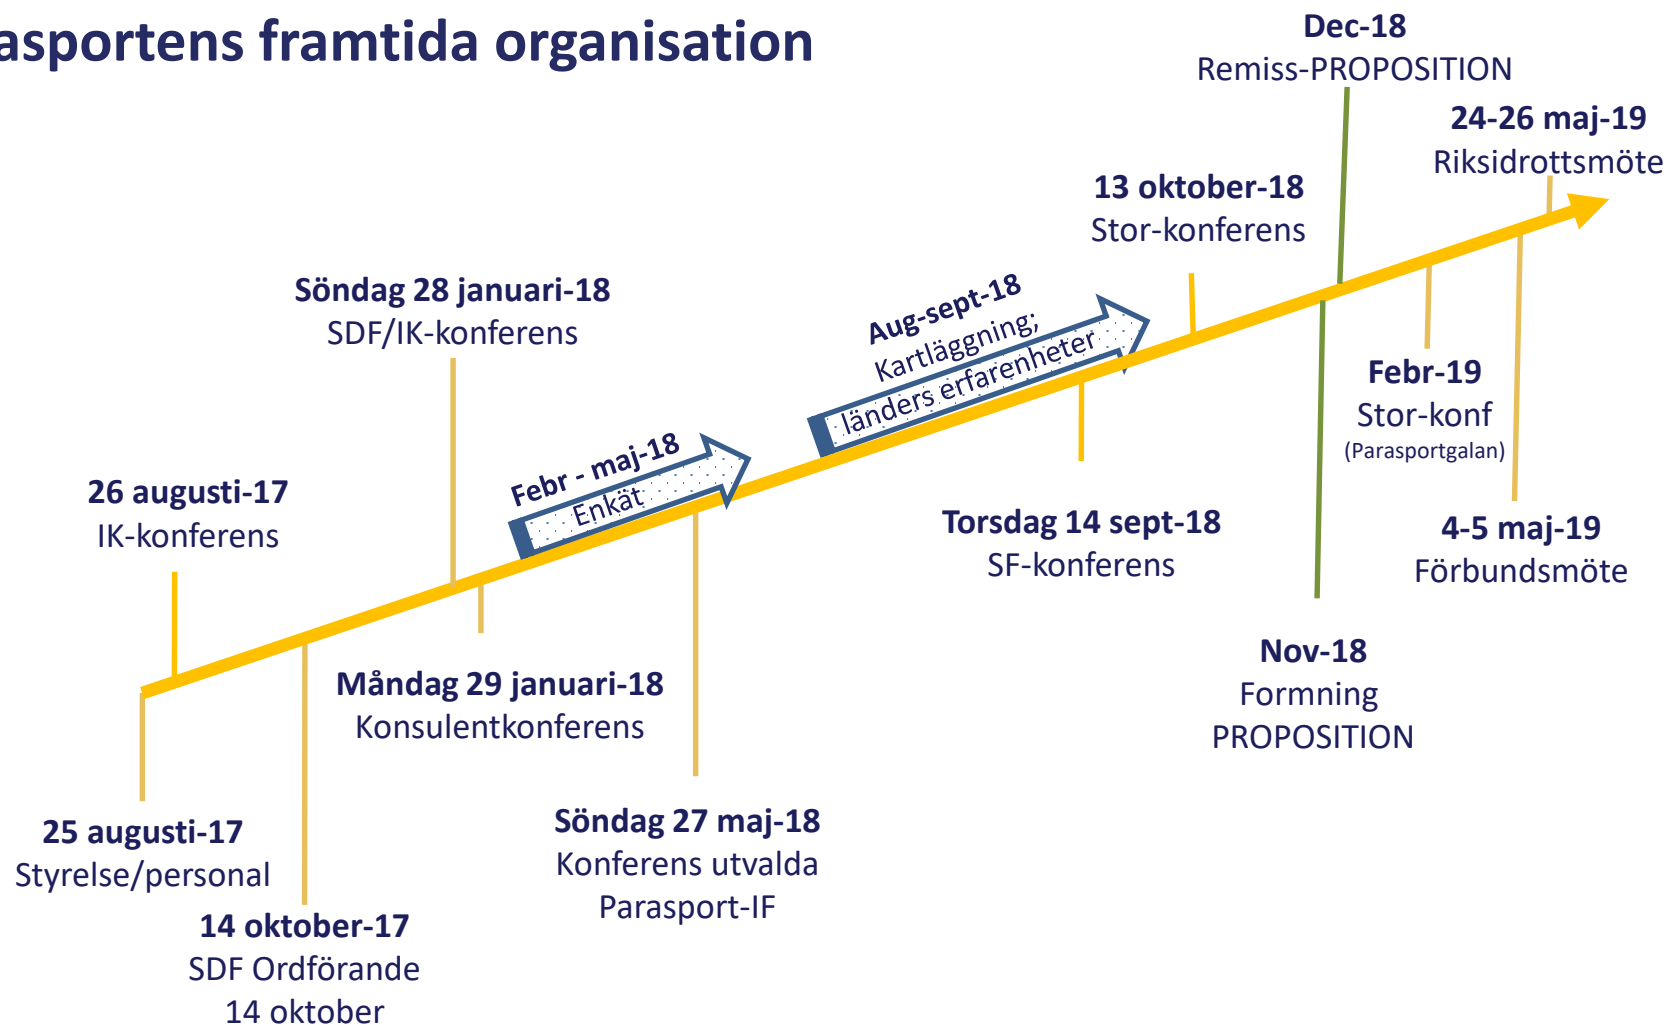 asportens framtida organisation
Dec-18
Remiss-PROPOSITION
24-26 maj-19
Riksidrottsmöte
13 oktober-18
Stor-konferens
Söndag 28 januari-18
SDF/IK-konferens
Aug-sept-18
Kartläggning;
länders erfarenheter
Febr - maj-18
Enkät
26 augusti-17
IK-konferens
Febr-19
Stor-konf
(Parasportgalan)
Torsdag 14 sept-18
SF-konferens
4-5 maj-19
Förbundsmöte
Nov-18
Formning
PROPOSITION
Måndag 29 januari-18
Konsulentkonferens
25 augusti-17
Styrelse/personal
Söndag 27 maj-18
Konferens utvalda
Parasport-IF
14 oktober-17
SDF Ordförande
14 oktober